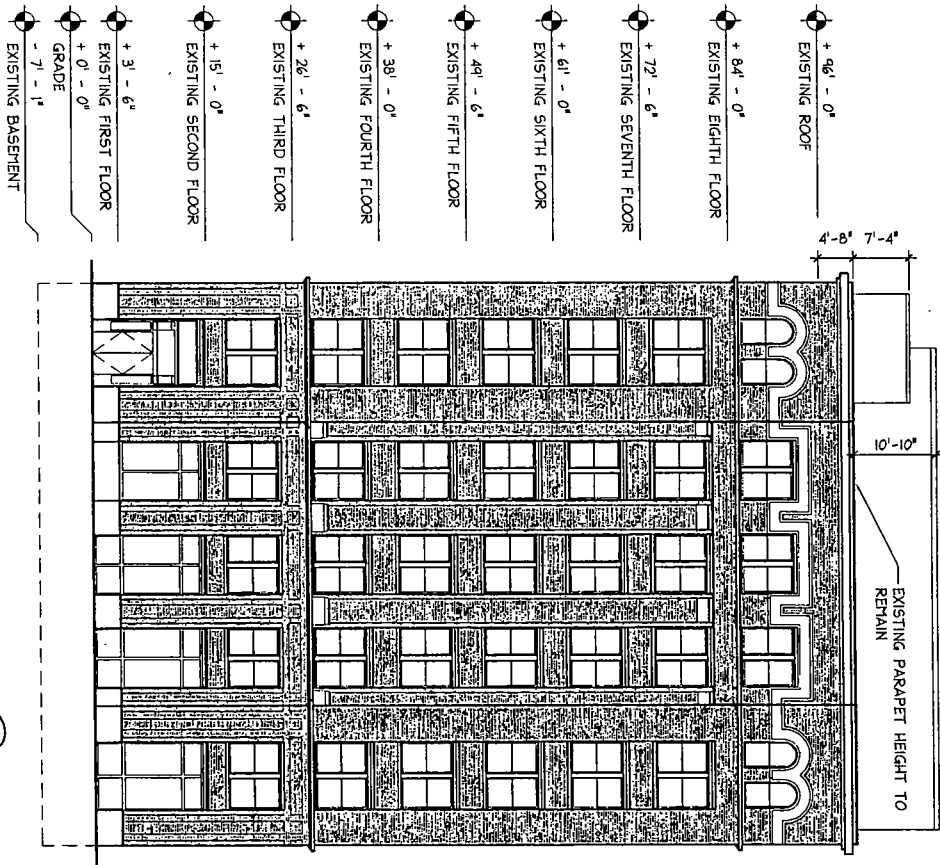 + 96' - 0"
EXISTING ROOF
+ 84' - 0"
EXISTING EIGHTH FLOOR
+ 72' - 6"
EXISTING SEVENTH FLOOR
+ 61' - 0"
EXISTING SIXTH FLOOR
+ 49' - 6"
EXISTING FIFTH FLOOR
+ 38' - 0"
EXISTING FOURTH FLOOR
+ 26' - 6"
EXISTING THIRD FLOOR
+ 15' - 0"
EXISTING SECOND FLOOR
+ 3' - 6"
EXISTING FIRST FLOOR
+ 0' - 0"
GRADE
- 7' - 1"
EXISTING BASEMENT
4'-8"
7'-4"
10'-10"
EXISTING PARAPET HEIGHT TO
REMAIN